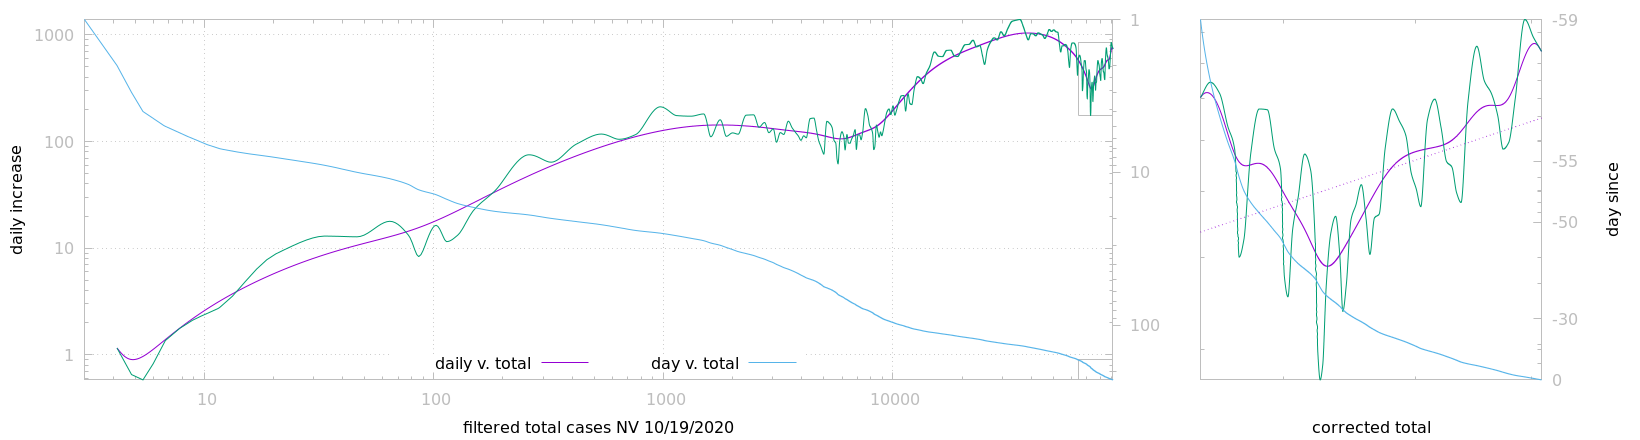 1000
100
10
1
daily increase
daily v. total
day v. total
10
100
1000
10000
filtered total cases NV 10/19/2020
1
10
100
-59
-55
-50
-30
0
day since
corrected total